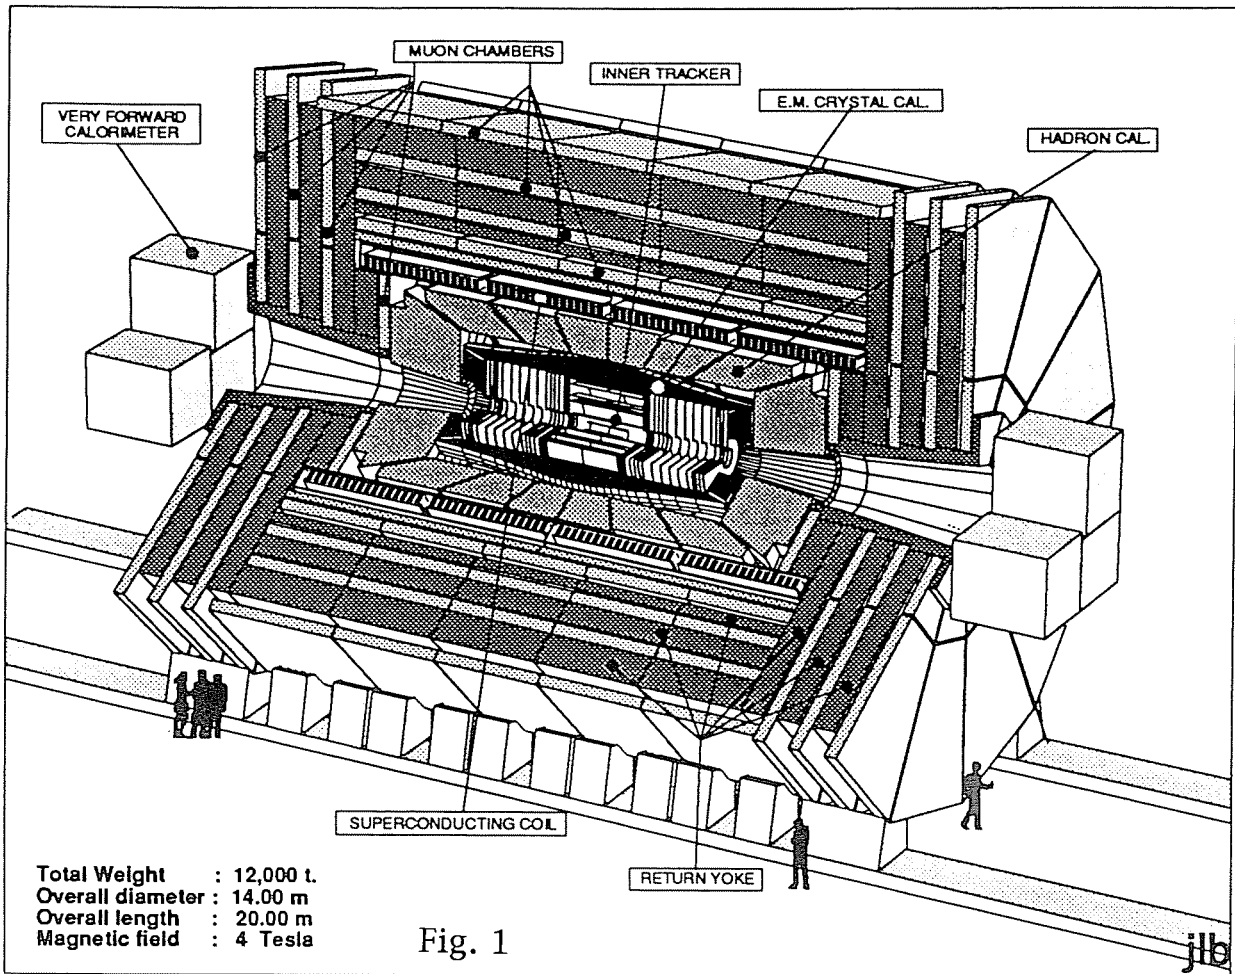 MUON CHAMBERS
INNER TRACKER
E.M. CRYSTAL CAL.
VERY FORWARD
CALORIMETER
HADRON CAL.
SUPERCONDUCTING COIL
RETURN YOKE
Total Weight : 12,000 t.
Overall diameter : 14.00 m
Overall length : 20.00 m
Magnetic field : 4 Tesla
Fig. 1
jlb